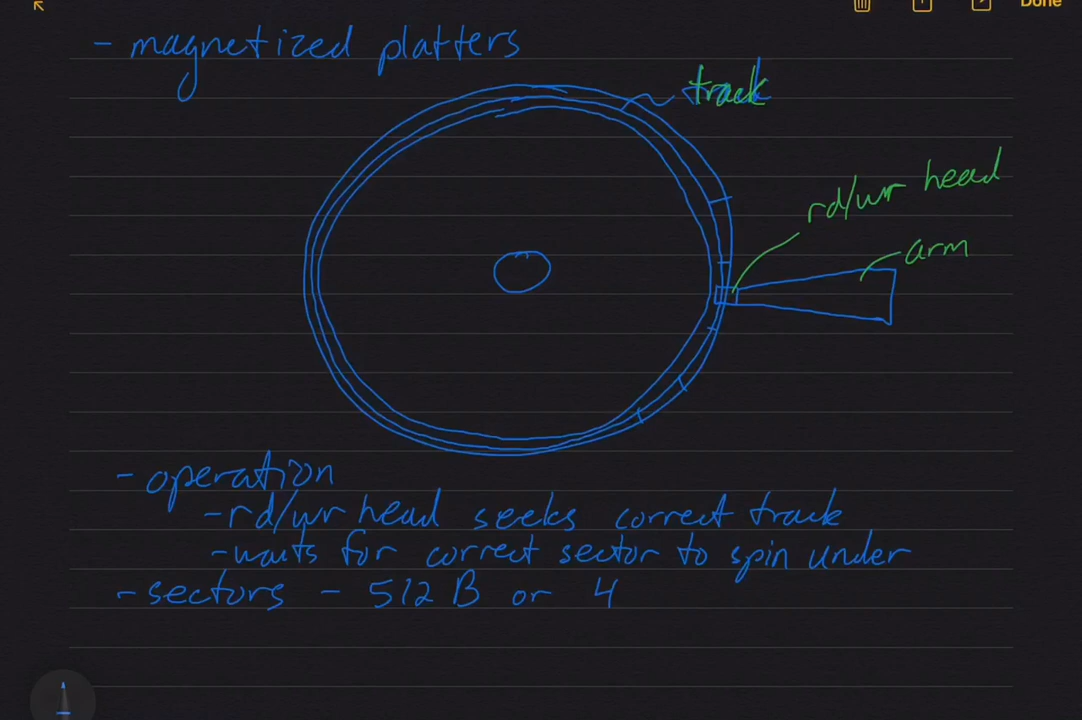 Done
- magnetized platters
track
rd/wr head
arm
- operation
- rd/wr head seeks correct track
- waits for correct sector to spin under
- sectors - 512 B or 4